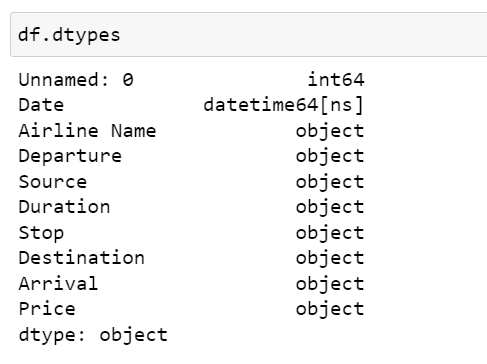 df.dtypes
Unnamed: 0 int64
Date datetime64[ns]
Airline Name object
Departure object
Source object
Duration object
Stop object
Destination object
Arrival object
Price object
dtype: object